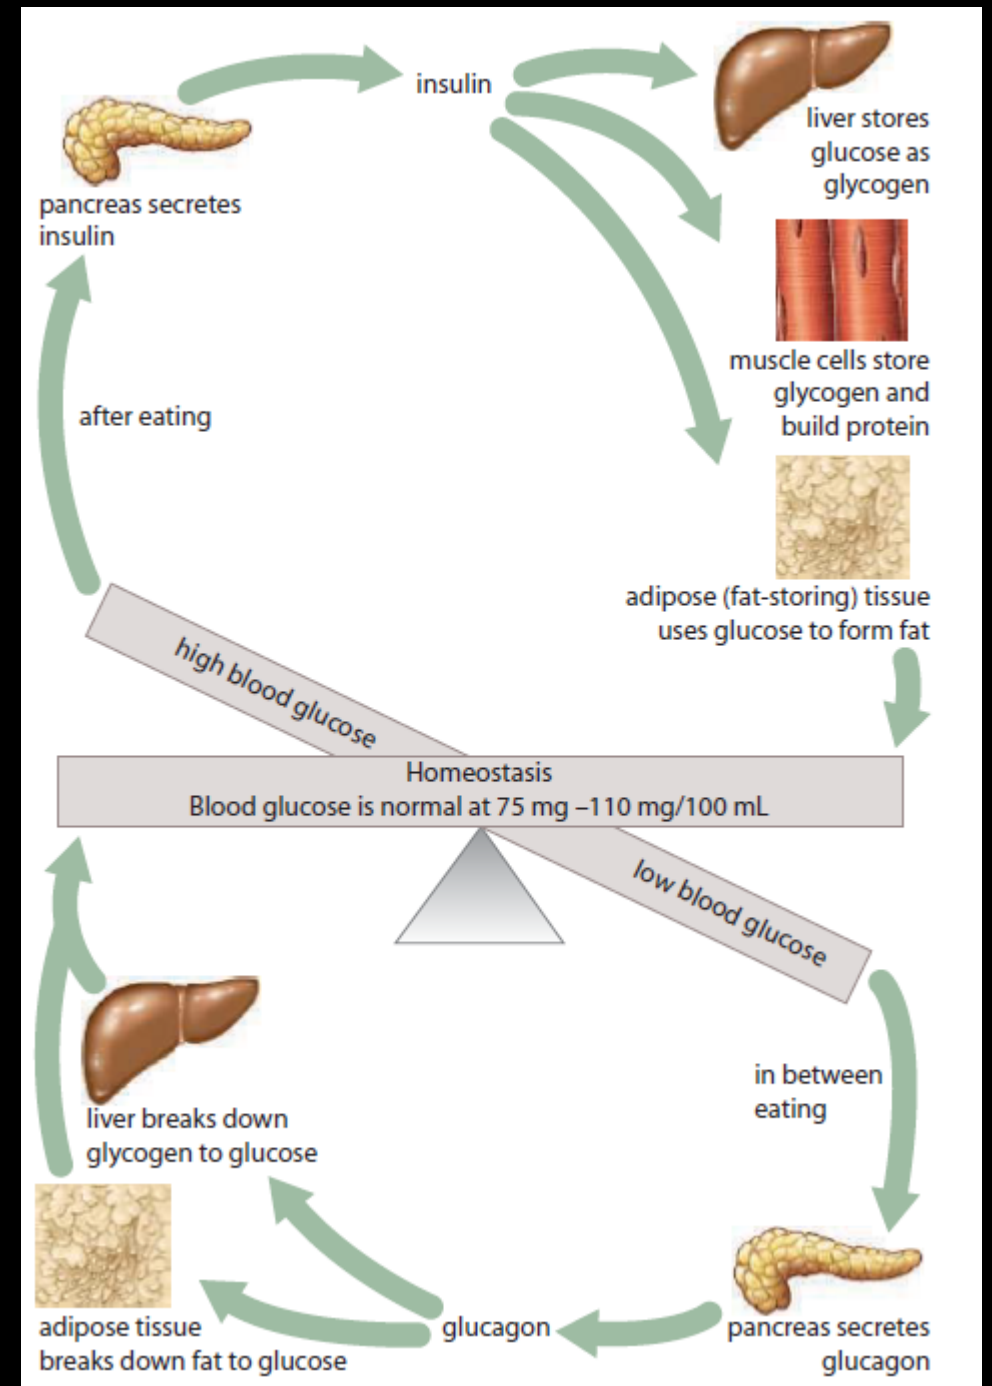 insulin
liver stores
glucose as
glycogen
pancreas secretes
insulin
muscle cells store
glycogen and
build protein
after eating
adipose (fat-storing) tissue
uses glucose to form fat
high blood glucose
Homeostasis
Blood glucose is normal at 75 mg –110 mg/100 mL
low blood glucose
in between
eating
liver breaks down
glycogen to glucose
adipose tissue
breaks down fat to glucose
glucagon
pancreas secretes
glucagon